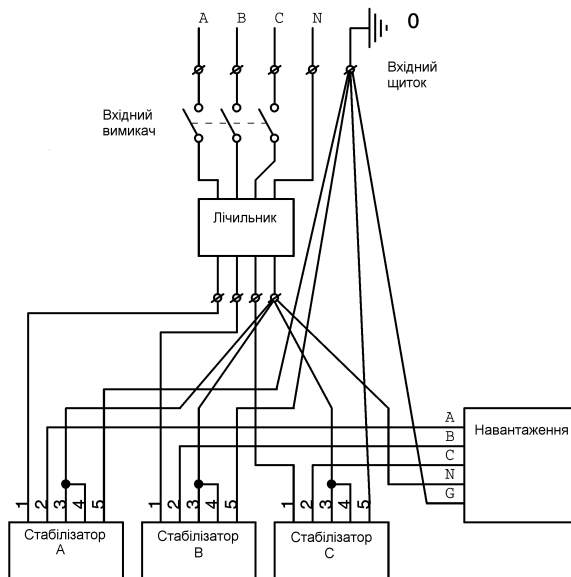 A B C N 0
Вхідний
щиток
Вхідний
вимикач
Лічильник
A
B
C
N
G
Навантаження
1 2 3 4 5
1 2 3 4 5
1 2 3 4 5
Стабілізатор
A
Стабілізатор
B
Стабілізатор
C